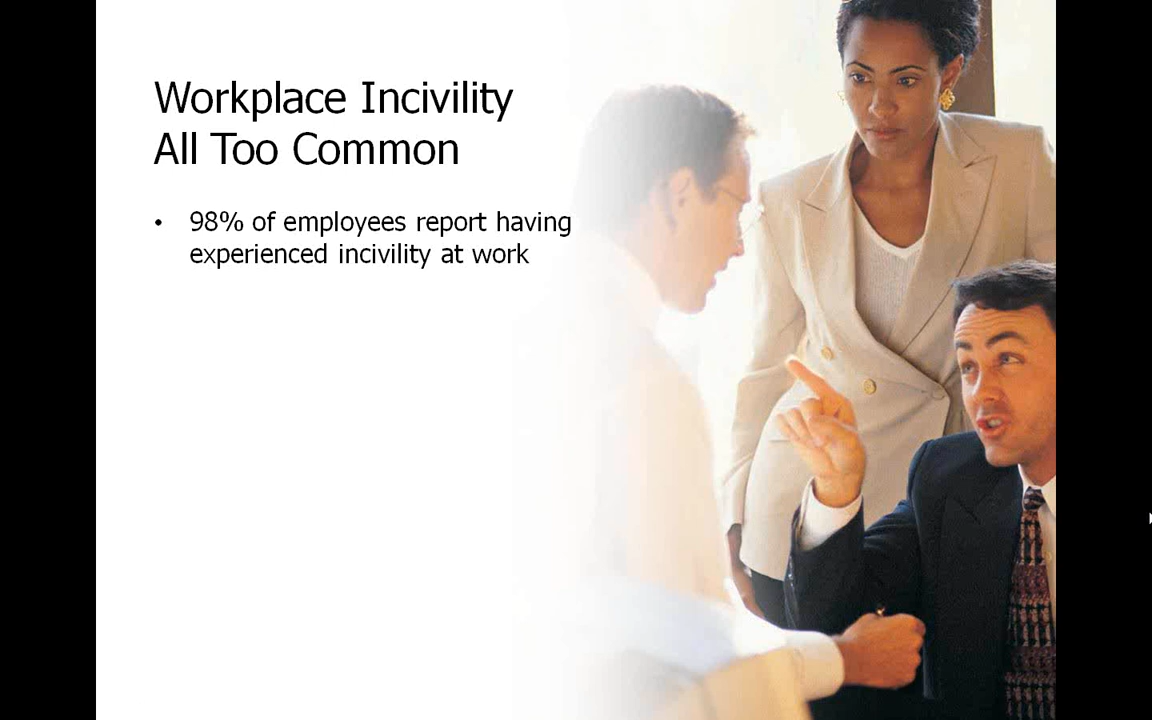 Workplace Incivility
All Too Common
• 98% of employees report having
experienced incivility at work